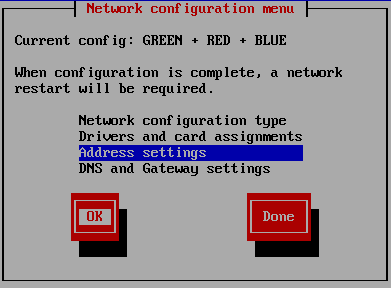 Network configuration menu
Current config: GREEN + RED + BLUE
When configuration is complete, a network
restart will be required.
Network configuration type
Drivers and card assignments
Address settings
DNS and Gateway settings
OK
Done